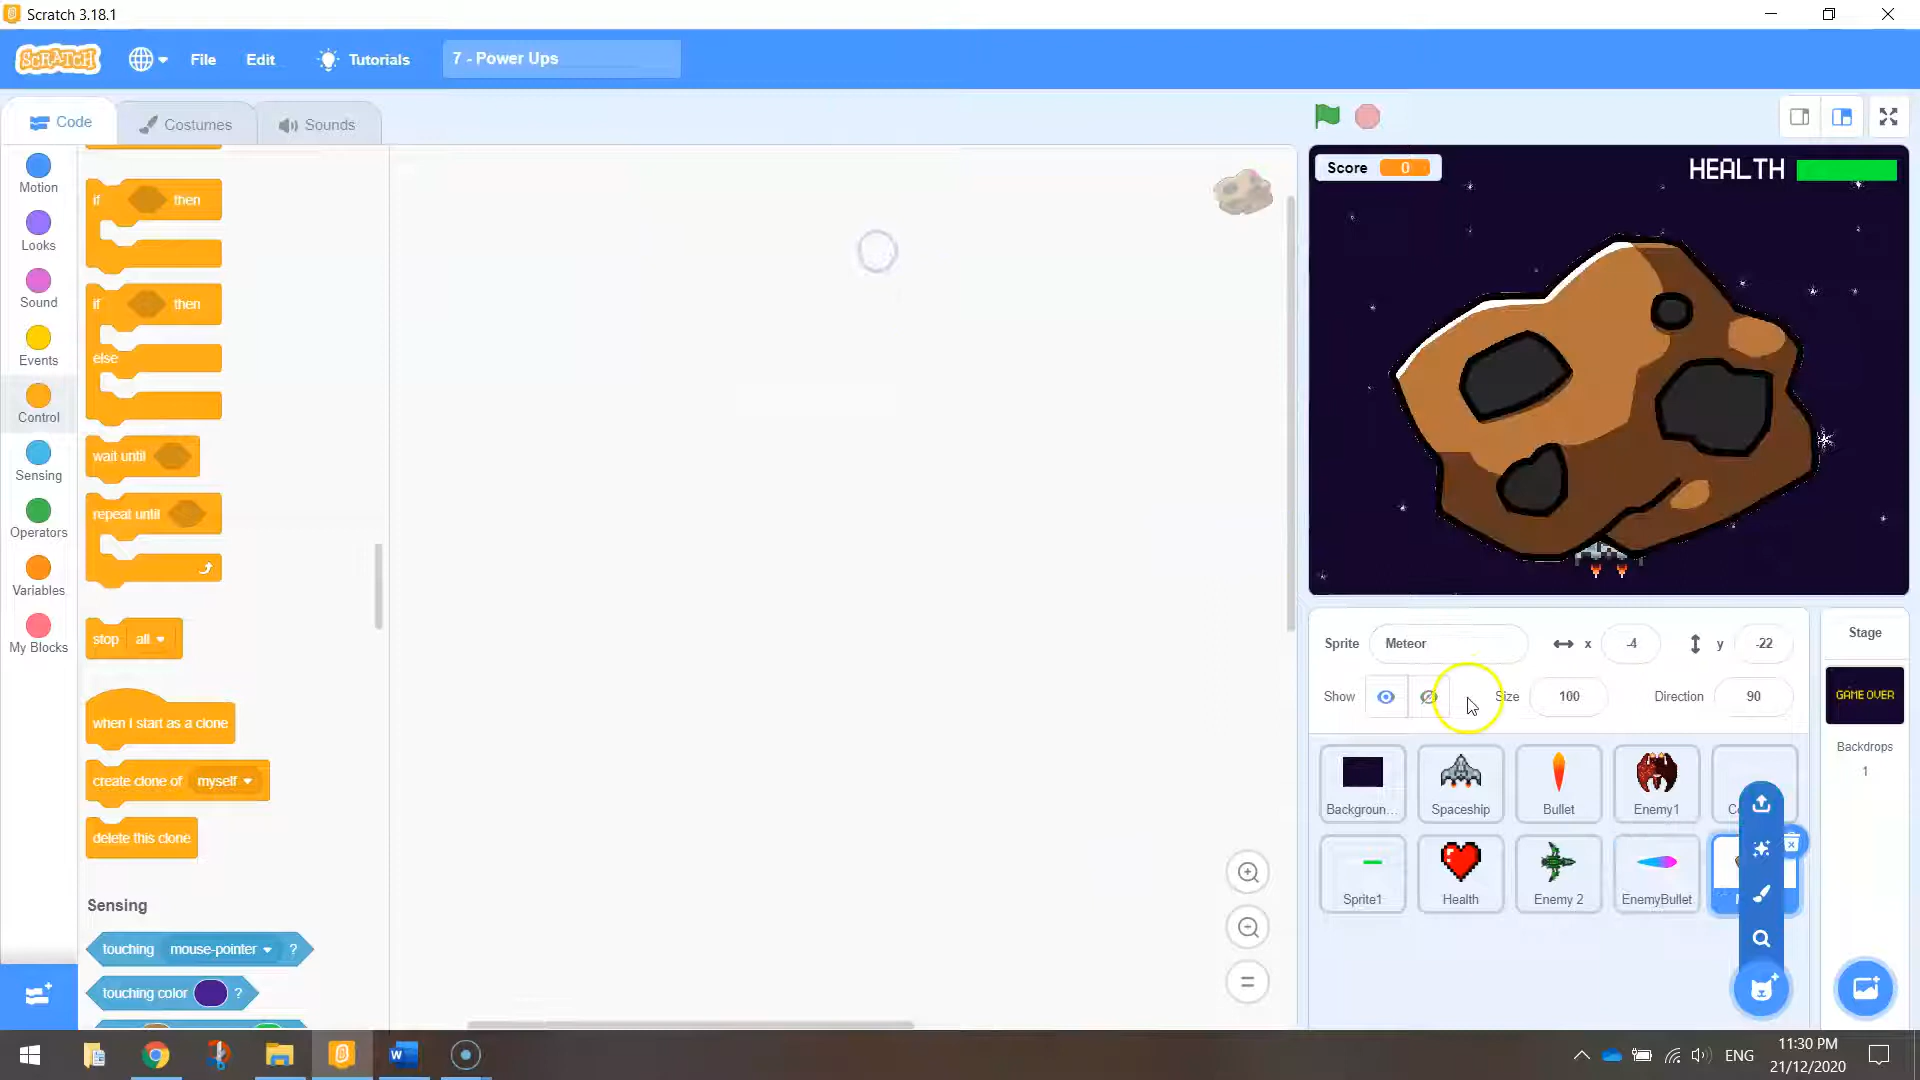 Scratch 3.18.1
SCRATCH
File
Edit
Tutorials
7 - Power Ups
Code
Costumes
Sounds
Motion
Looks
Sound
Events
Control
Sensing
Operators
Variables
My Blocks
if then
if then
else
wait until
repeat until
stop all
when I start as a clone
create clone of myself
delete this clone
Sensing
touching mouse-pointer ?
touching color ?
Score 0
HEALTH
Sprite Meteor x -4 y -22
Show Size 100 Direction 90
Stage
GAME OVER
Backdrops
1
Backgroun...
Spaceship
Bullet
Enemy1
Sprite1
Health
Enemy 2
EnemyBullet
ENG
11:30 PM
21/12/2020